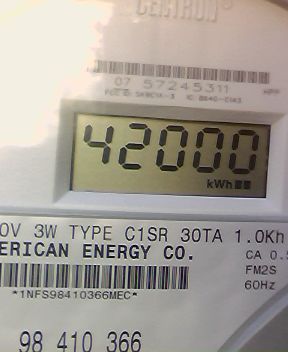 CENTRON®
07 57245311
42000
kWh
0V 3W TYPE C1SR 30TA 1.0Kh
ERICAN ENERGY CO.
CA 0.5
FM2S
*1NFS98410366MEC*
60Hz
98 410 366